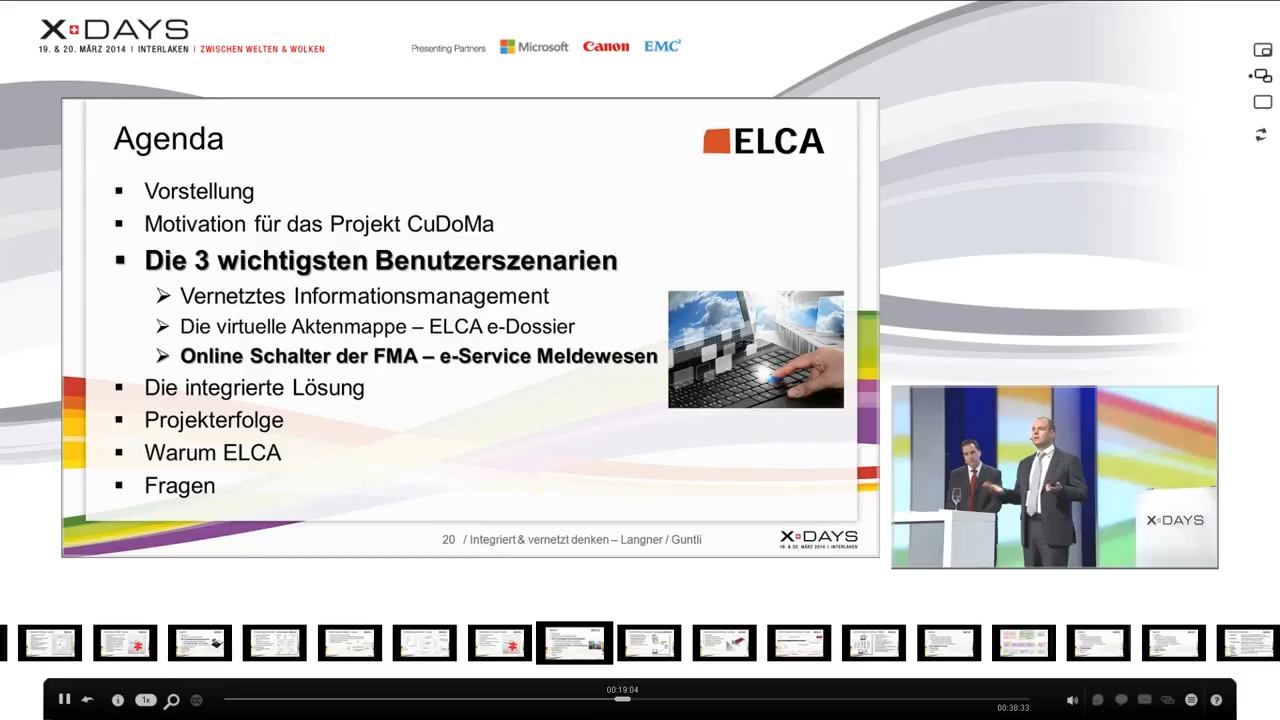 X DAYS
19. & 20. MÄRZ 2014 | INTERLAKEN | ZWISCHEN WELTEN & WOLKEN
Presenting Partners Microsoft Canon EMC²
Agenda
ELCA
Vorstellung
Motivation für das Projekt CuDoMa
Die 3 wichtigsten Benutzerszenarien
Vernetztes Informationsmanagement
Die virtuelle Aktenmappe – ELCA e-Dossier
Online Schalter der FMA – e-Service Meldewesen
Die integrierte Lösung
Projekterfolge
Warum ELCA
Fragen
20 / Integriert & vernetzt denken – Langner / Guntli
X DAYS
19. & 20. MÄRZ 2014 | INTERLAKEN
X DAYS
1x
00:19:04
00:38:33